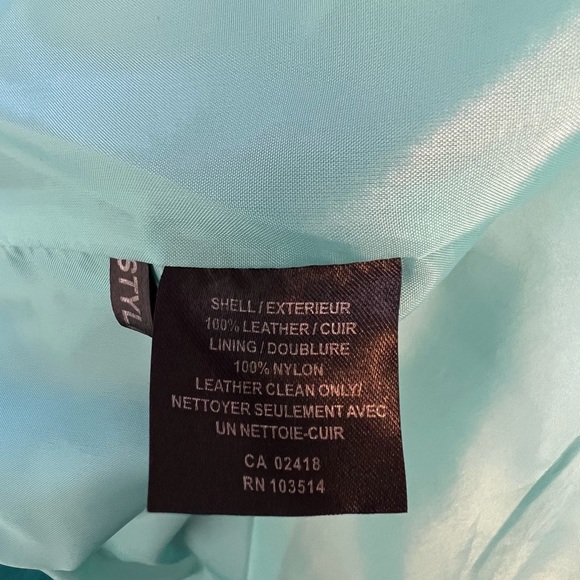 STYL
SHELL / EXTERIEUR
100% LEATHER / CUIR
LINING / DOUBLURE
100% NYLON
LEATHER CLEAN ONLY/
NETTOYER SEULEMENT AVEC
UN NETTOIE-CUIR
CA 02418
RN 103514